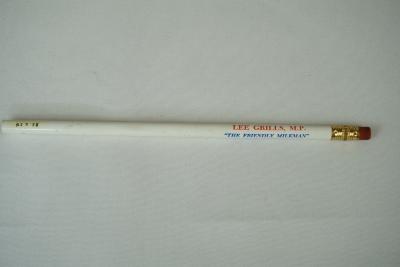 LEE GRILLS, M.P.
"THE FRIENDLY MILKMAN"